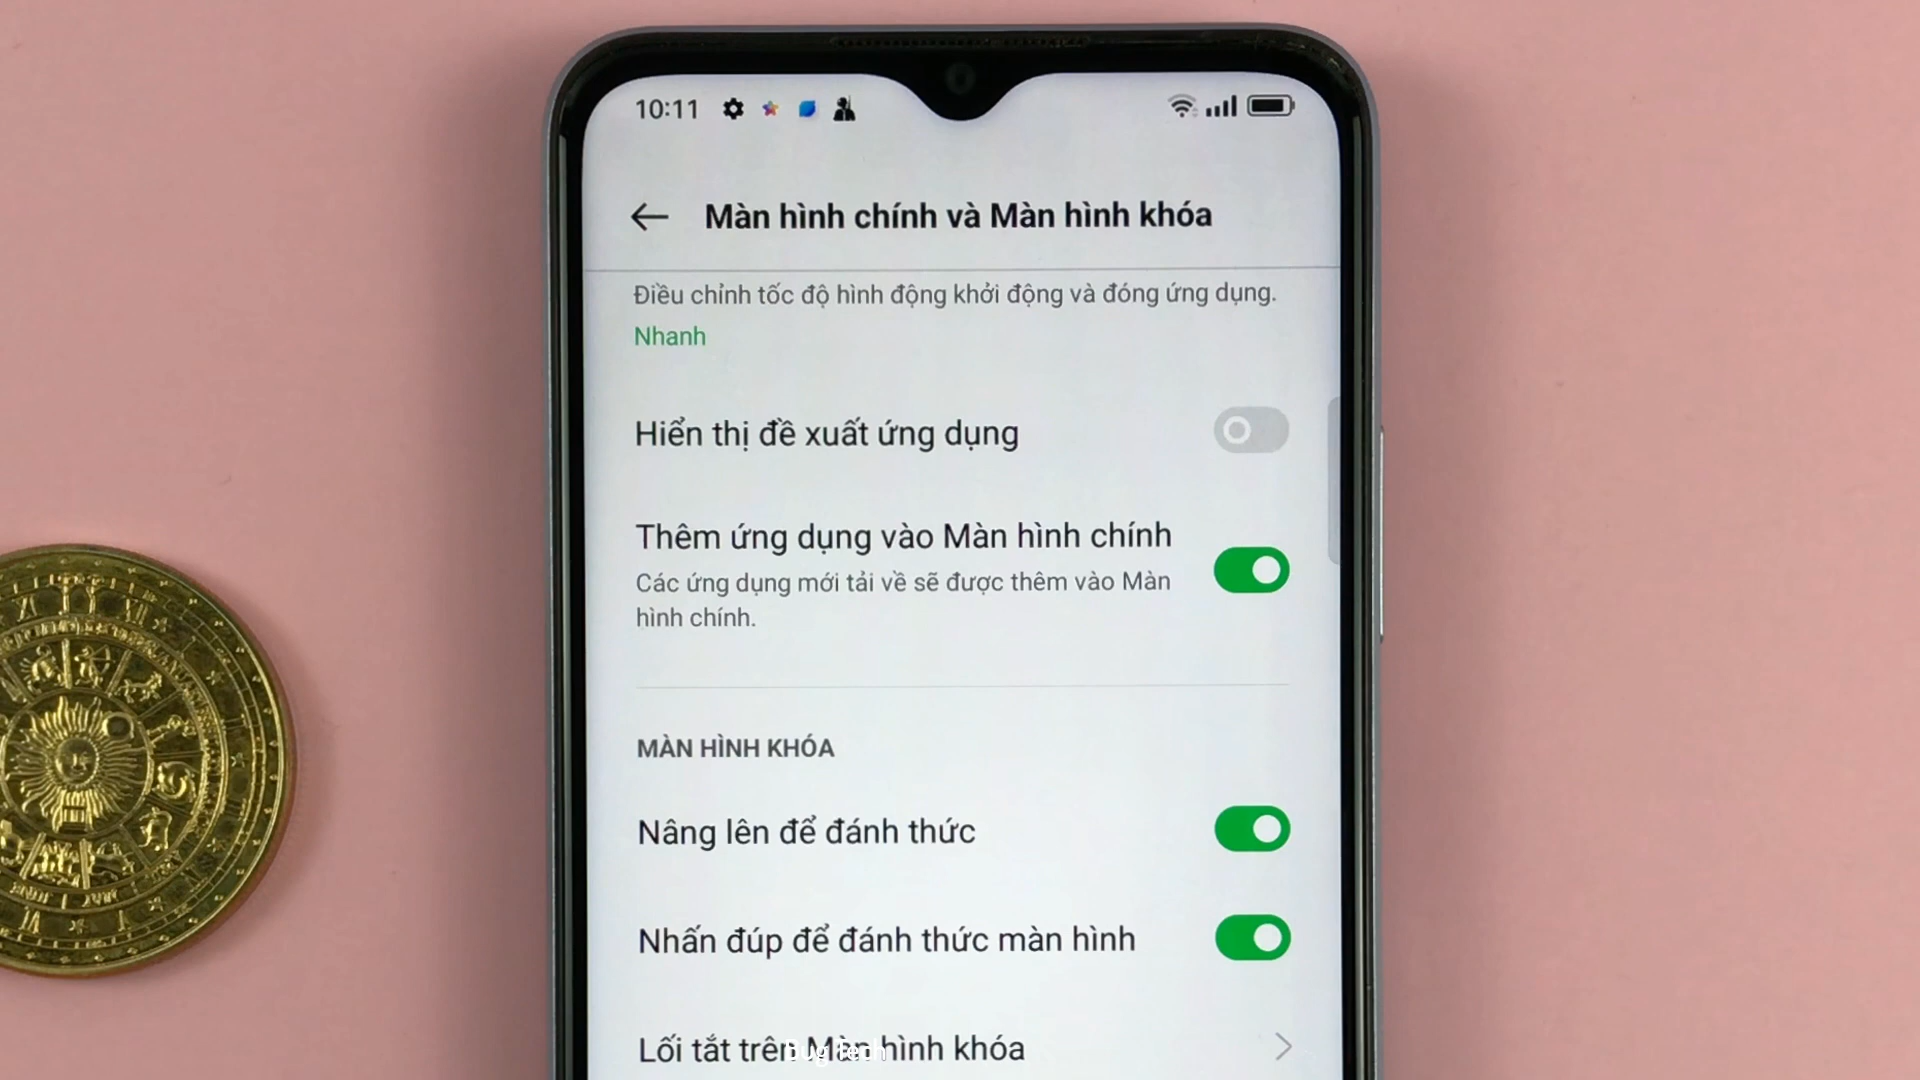 10:11
Màn hình chính và Màn hình khóa
Điều chỉnh tốc độ hình động khởi động và đóng ứng dụng.
Nhanh
Hiển thị đề xuất ứng dụng
Thêm ứng dụng vào Màn hình chính
Các ứng dụng mới tải về sẽ được thêm vào Màn
hình chính.
MÀN HÌNH KHÓA
Nâng lên để đánh thức
Nhấn đúp để đánh thức màn hình
Lối tắt trên Màn hình khóa
Bug Tech